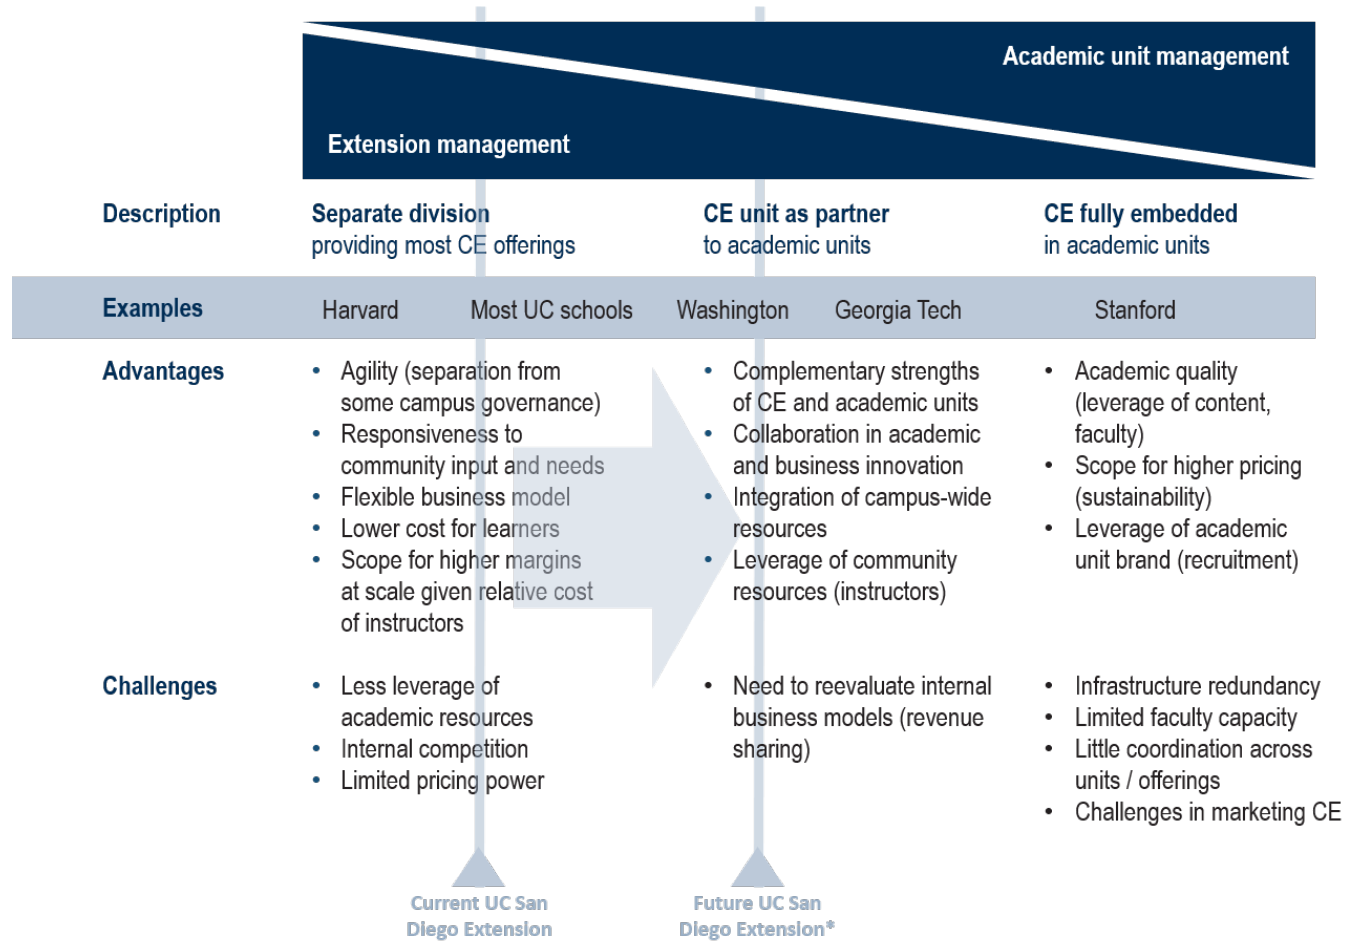 Academic unit management
Extension management
Description
Separate division
providing most CE offerings
CE unit as partner
to academic units
CE fully embedded
in academic units
Examples
Harvard
Most UC schools
Washington
Georgia Tech
Stanford
Advantages
• Agility (separation from
some campus governance)
• Responsiveness to
community input and needs
• Flexible business model
• Lower cost for learners
• Scope for higher margins
at scale given relative cost
of instructors
• Complementary strengths
of CE and academic units
• Collaboration in academic
and business innovation
• Integration of campus-wide
resources
• Leverage of community
resources (instructors)
• Academic quality
(leverage of content,
faculty)
• Scope for higher pricing
(sustainability)
• Leverage of academic
unit brand (recruitment)
Challenges
• Less leverage of
academic resources
• Internal competition
• Limited pricing power
• Need to reevaluate internal
business models (revenue
sharing)
• Infrastructure redundancy
• Limited faculty capacity
• Little coordination across
units / offerings
• Challenges in marketing CE
Current UC San
Diego Extension
Future UC San
Diego Extension*